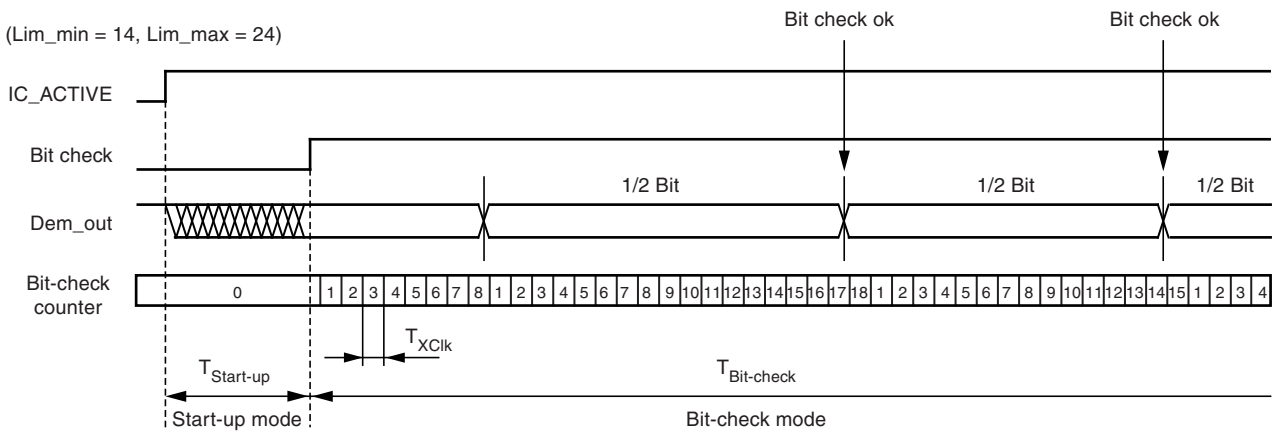 Bit check ok Bit check ok
(Lim_min = 14, Lim_max = 24)
IC_ACTIVE
Bit check
1/2 Bit 1/2 Bit 1/2 Bit
Dem_out
Bit-check
counter
0 1 2 3 4 5 6 7 8 1 2 3 4 5 6 7 8 9 10 11 12 13 14 15 16 17 18 1 2 3 4 5 6 7 8 9 10 11 12 13 14 15 1 2 3 4
TXClk
TStart-up TBit-check
Start-up mode Bit-check mode